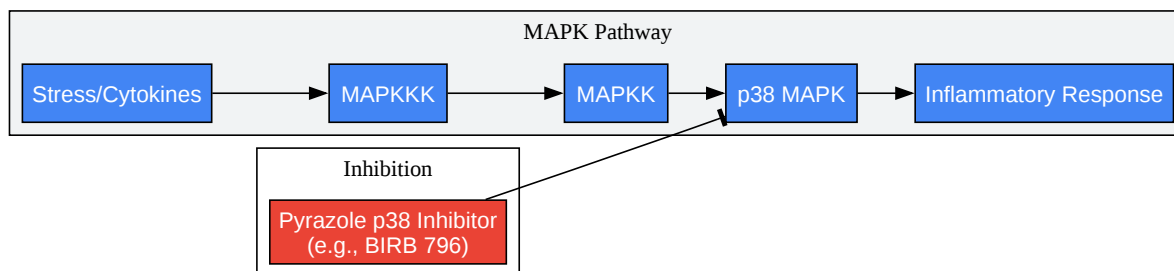 MAPK Pathway
Stress/Cytokines
MAPKKK
MAPKK
p38 MAPK
Inflammatory Response
Inhibition
Pyrazole p38 Inhibitor
(e.g., BIRB 796)